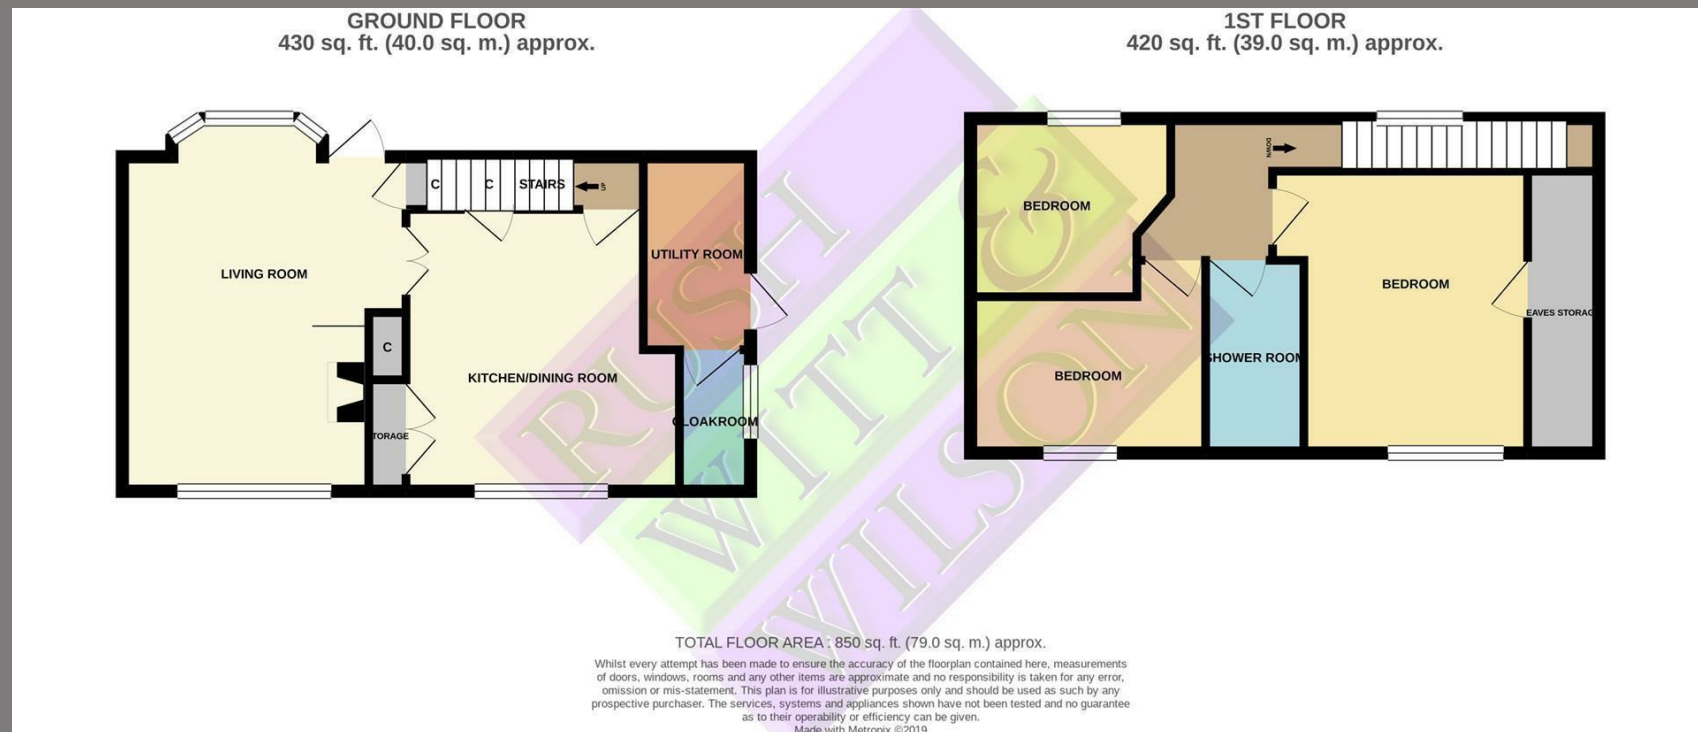 GROUND FLOOR
430 sq. ft. (40.0 sq. m.) approx.
1ST FLOOR
420 sq. ft. (39.0 sq. m.) approx.
C
C
STAIRS
UP
LIVING ROOM
UTILITY ROOM
C
KITCHEN/DINING ROOM
TORAGE
CLOAKROOM
DOWN
BEDROOM
BEDROOM
EAVES STORAG
SHOWER ROOM
BEDROOM
RUSH
WITT &
WILSON
TOTAL FLOOR AREA : 850 sq. ft. (79.0 sq. m.) approx.
Whilst every attempt has been made to ensure the accuracy of the floorplan contained here, measurements
of doors, windows, rooms and any other items are approximate and no responsibility is taken for any error,
omission or mis-statement. This plan is for illustrative purposes only and should be used as such by any
prospective purchaser. The services, systems and appliances shown have not been tested and no guarantee
as to their operability or efficiency can be given.
Made with Metropix ©2019